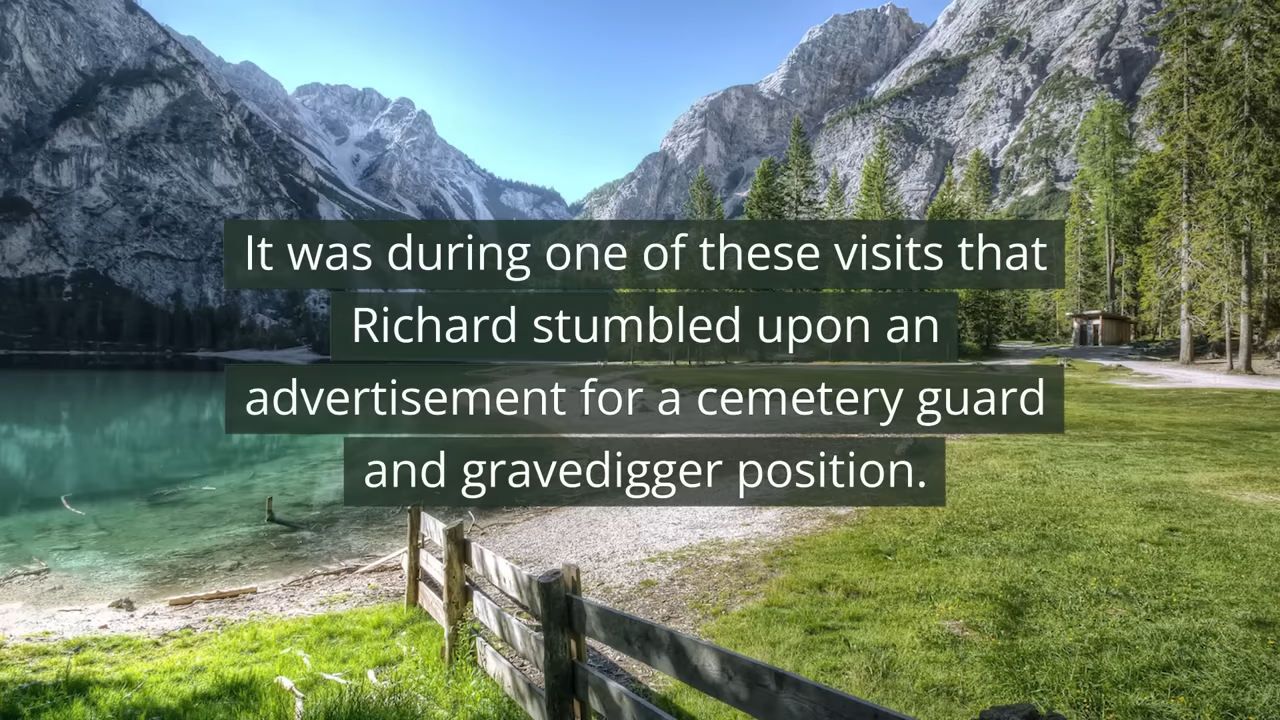 It was during one of these visits that
Richard stumbled upon an
advertisement for a cemetery guard
and gravedigger position.